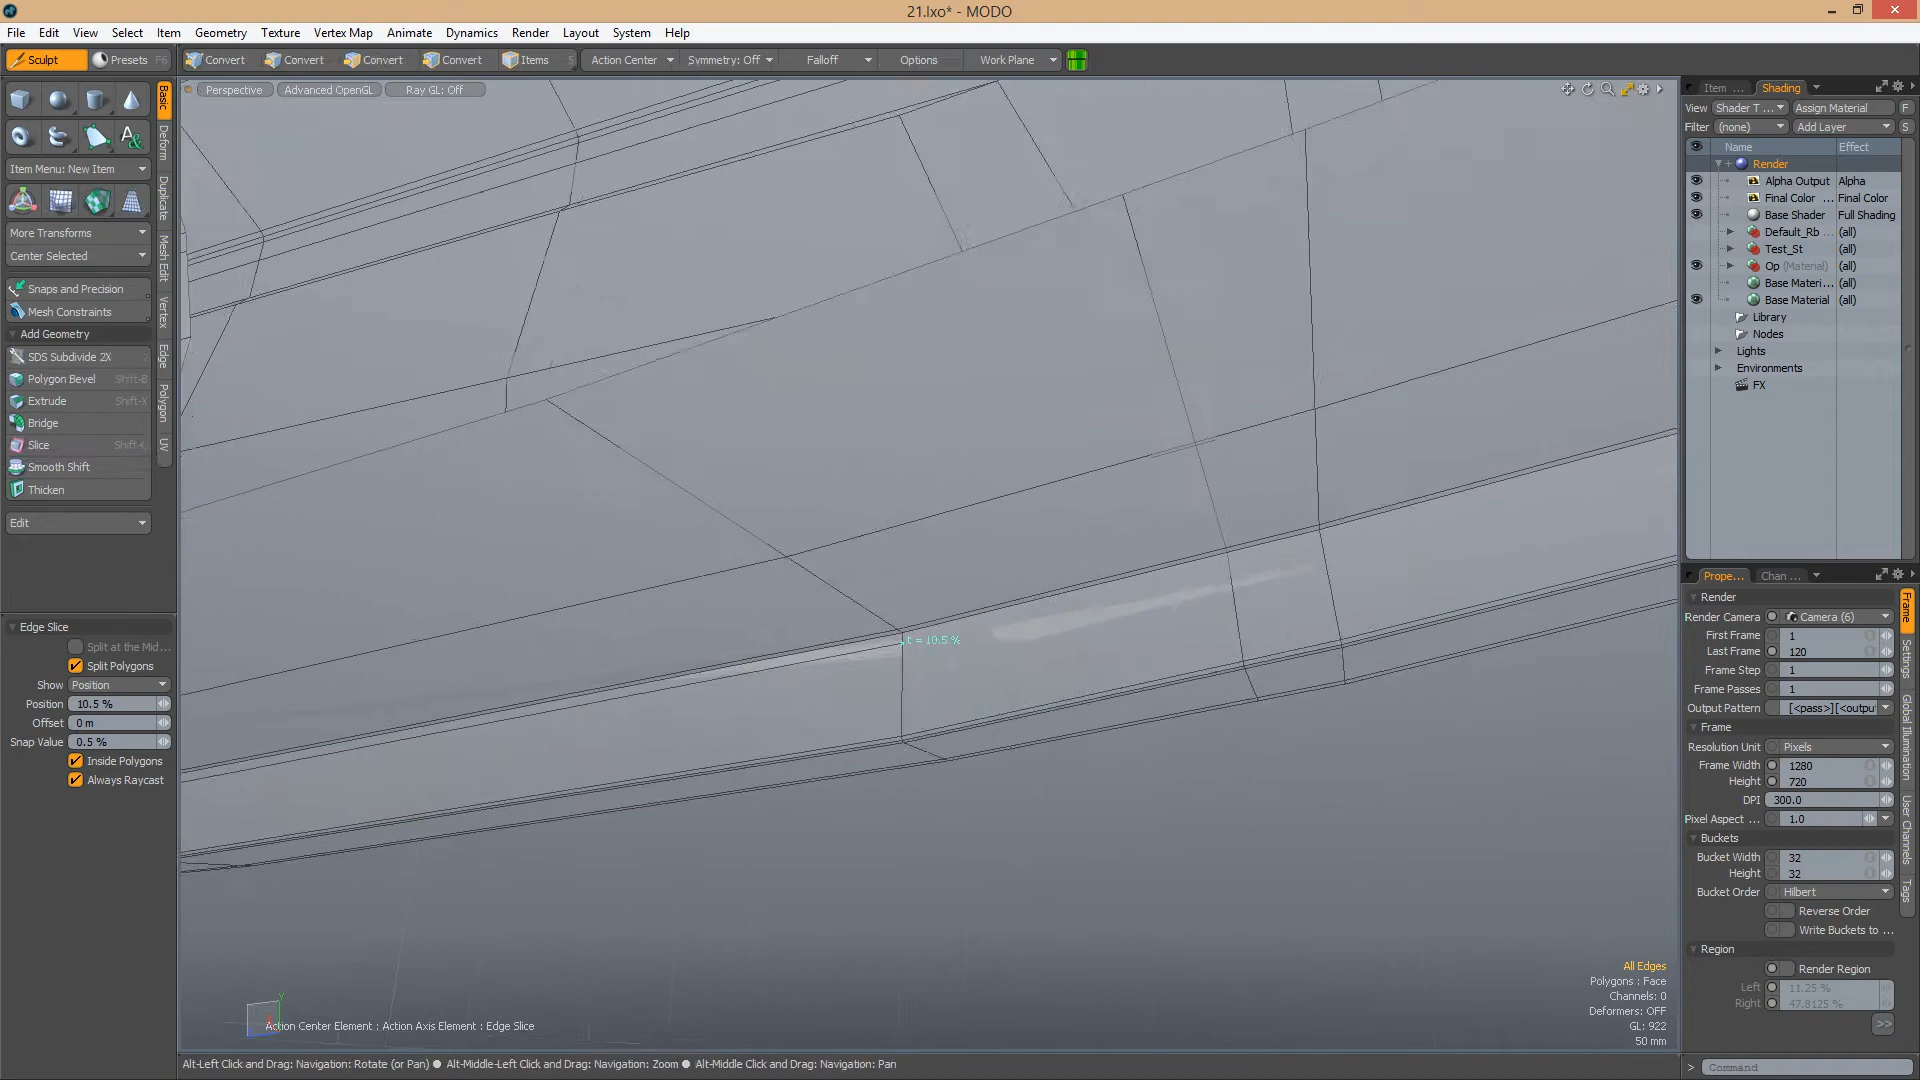 21.lxo* - MODO
File Edit View Select Item Geometry Texture Vertex Map Animate Dynamics Render Layout System Help
Sculpt Presets F6 Convert Convert Convert Convert Items 5 Action Center Symmetry: Off Falloff Options Work Plane
Perspective Advanced OpenGL Ray GL: Off
Basic
Deform
Duplicate
Mesh Edit
Vertex
Edge
Polygon
UV
Item Menu: New Item
More Transforms
Center Selected
Snaps and Precision
Mesh Constraints
Add Geometry
SDS Subdivide 2X
Polygon Bevel Shift-B
Extrude Shift-X
Bridge
Slice
Smooth Shift
Thicken
Edit
Edge Slice
Split at the Mid...
Split Polygons
Show Position
Position 10.5 %
Offset 0 m
Snap Value 0.5 %
Inside Polygons
Always Raycast
t = 10.5 %
Y
All Edges
Polygons : Face
Channels: 0
Deformers: OFF
GL: 922
50 mm
Action Center Element : Action Axis Element : Edge Slice
Alt-Left Click and Drag: Navigation: Rotate (or Pan) ● Alt-Middle-Left Click and Drag: Navigation: Zoom ● Alt-Middle Click and Drag: Navigation: Pan
Item ... Shading
View Shader T ... Assign Material F
Filter (none) Add Layer S
Name Effect
Render
Alpha Output Alpha
Final Color ... Final Color
Base Shader Full Shading
Default_Rb ... (all)
Test_St (all)
Op (Material) (all)
Base Materi... (all)
Base Material (all)
Library
Nodes
Lights
Environments
FX
Prope... Chan ...
Render
Render Camera Camera (6)
First Frame 1
Last Frame 120
Frame Step 1
Frame Passes 1
Output Pattern [<pass>][<outpu
Frame
Resolution Unit Pixels
Frame Width 1280
Height 720
DPI 300.0
Pixel Aspect ... 1.0
Buckets
Bucket Width 32
Height 32
Bucket Order Hilbert
Reverse Order
Write Buckets to ...
Region
Render Region
Left 11.25 %
Right 47.8125 %
>>
Frame
Settings
Global Illumination
User Channels
Tags
> Command